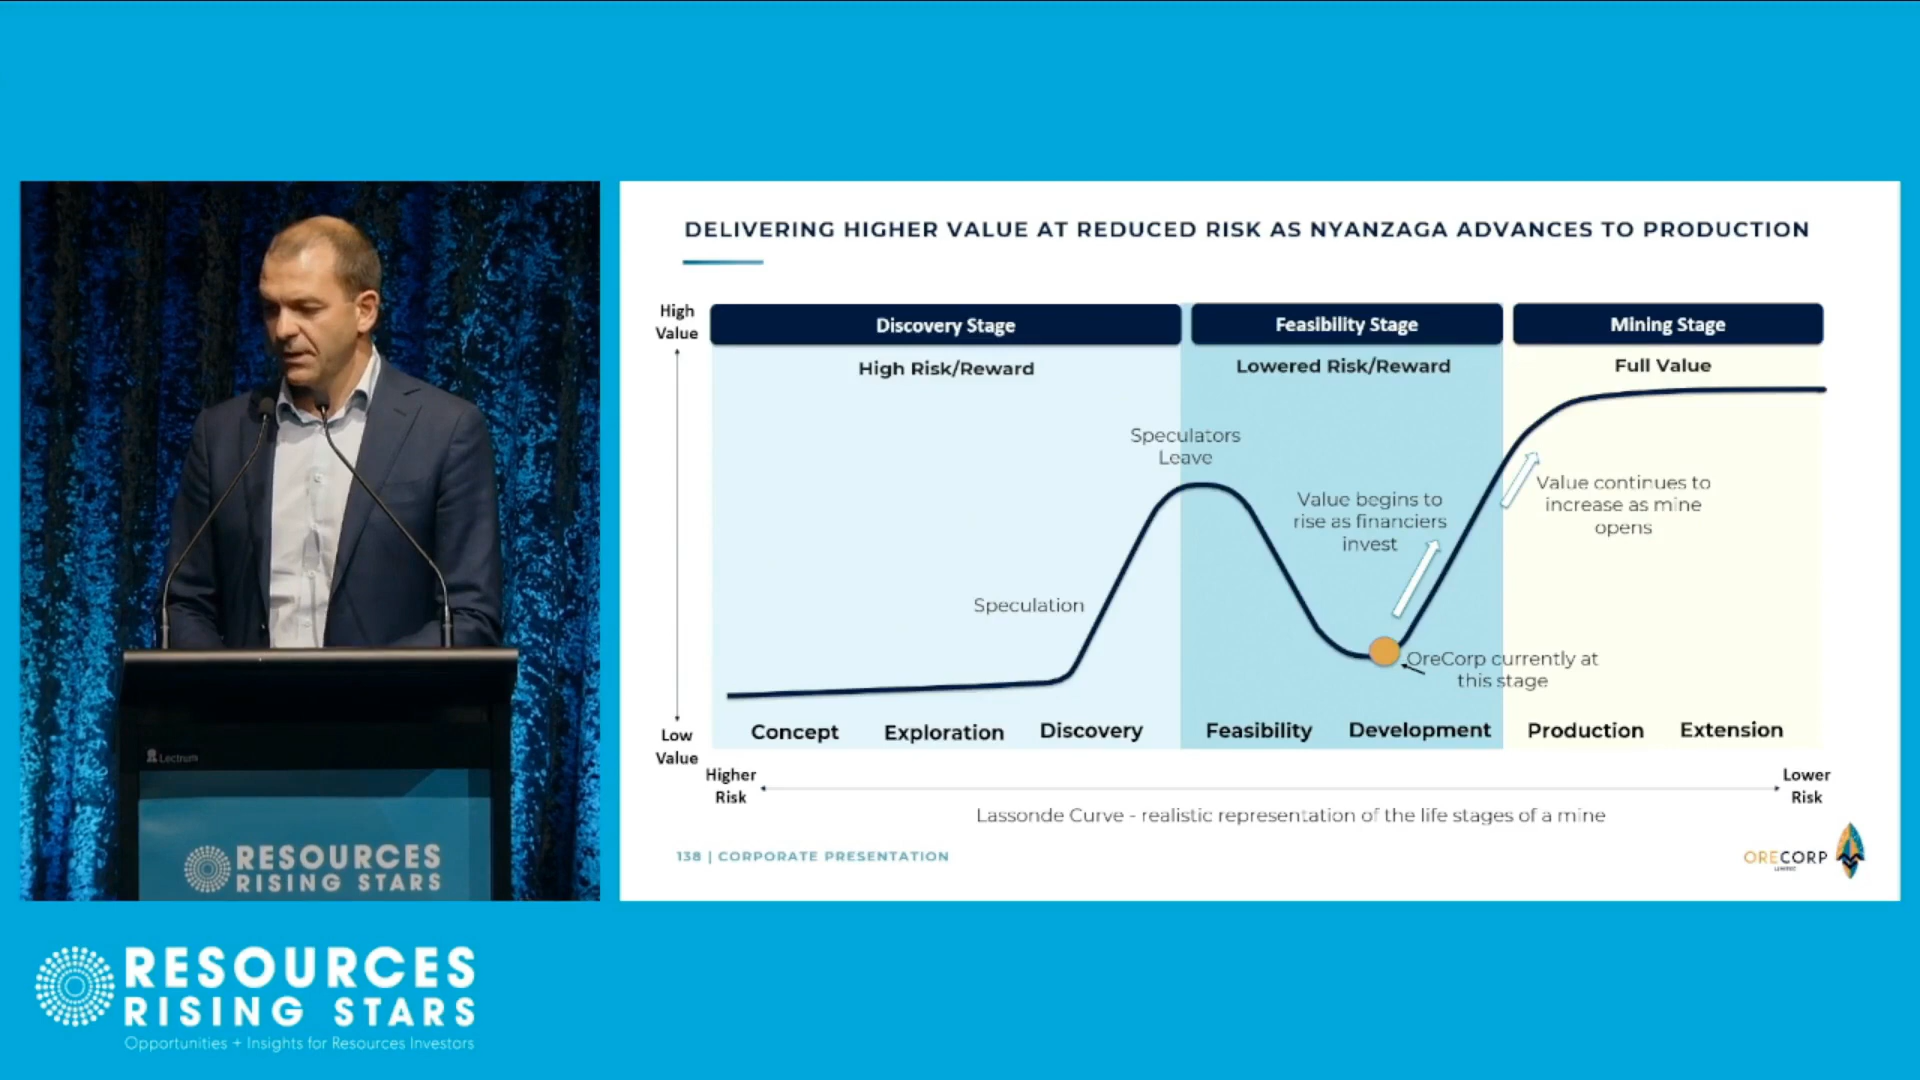 DELIVERING HIGHER VALUE AT REDUCED RISK AS NYANZAGA ADVANCES TO PRODUCTION
High
Value
Discovery Stage
Feasibility Stage
Mining Stage
High Risk/Reward
Lowered Risk/Reward
Full Value
Speculators
Leave
Value begins to
rise as financiers
invest
Value continues to
increase as mine
opens
Speculation
OreCorp currently at
this stage
Concept
Exploration
Discovery
Feasibility
Development
Production
Extension
Low
Value
Higher
Risk
Lower
Risk
Lassonde Curve - realistic representation of the life stages of a mine
138 | CORPORATE PRESENTATION
ORECORP
LIMITED
Lectrum
RESOURCES
RISING STARS
RESOURCES
RISING STARS
Opportunities + Insights for Resources Investors